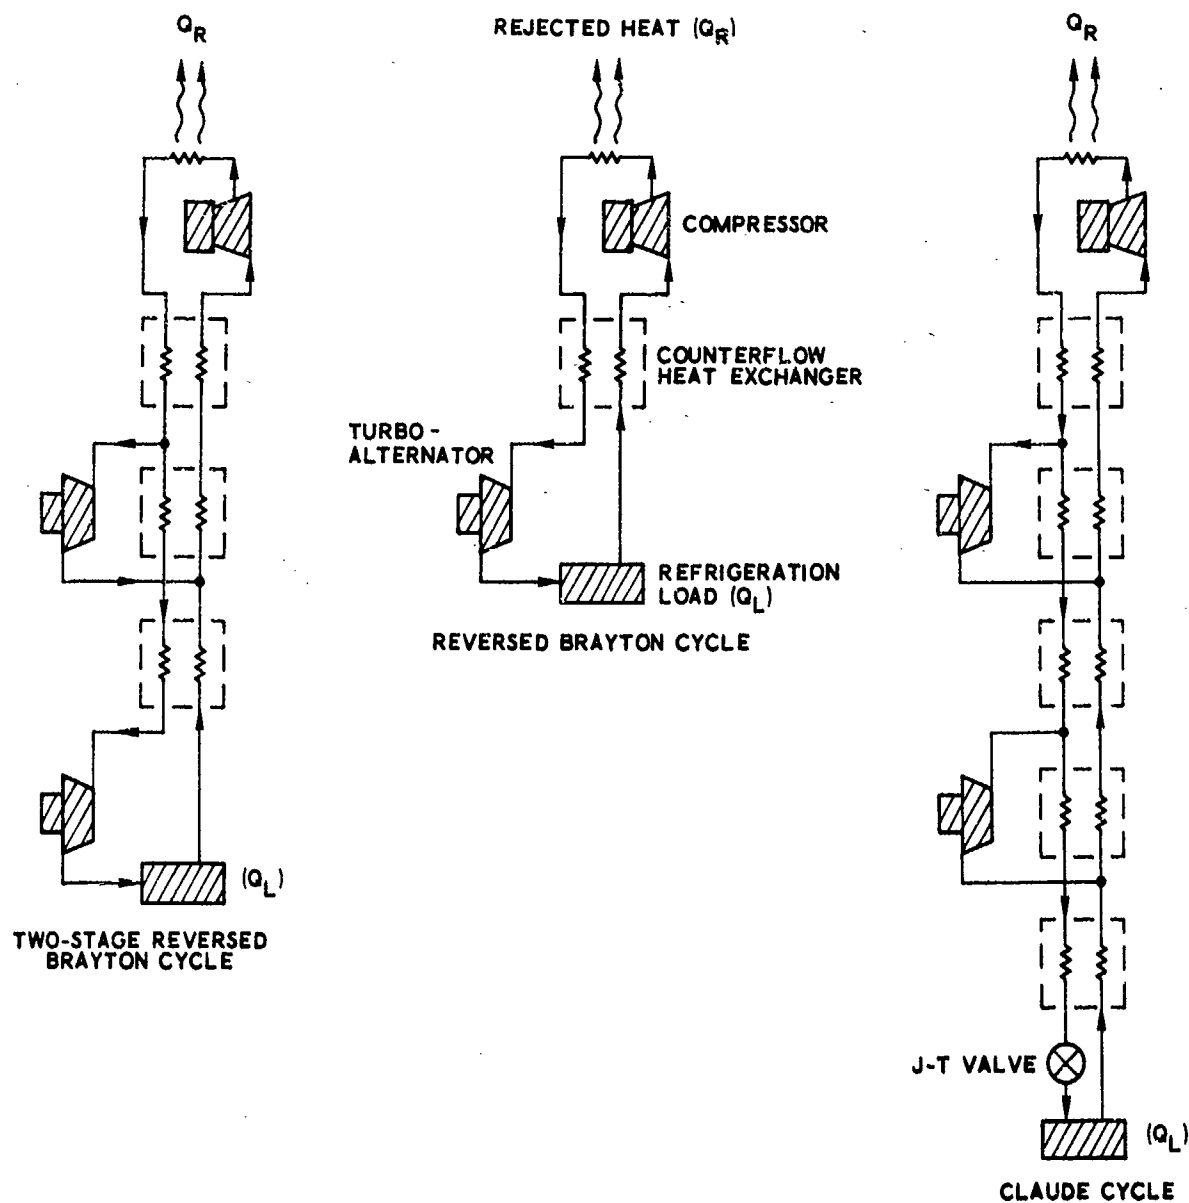 Q_R
REJECTED HEAT (Q_R)
Q_R
COMPRESSOR
COUNTERFLOW
HEAT EXCHANGER
TURBO-
ALTERNATOR
REFRIGERATION
LOAD (Q_L)
REVERSED BRAYTON CYCLE
(Q_L)
TWO-STAGE REVERSED
BRAYTON CYCLE
J-T VALVE
(Q_L)
CLAUDE CYCLE